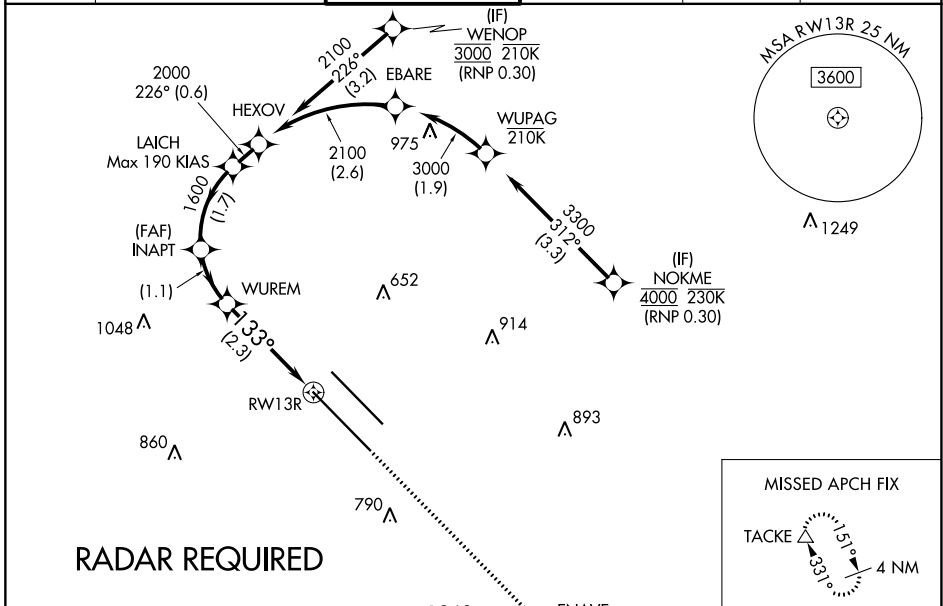 (IF)
WENOP
3000 210K
(RNP 0.30)
2100
226°
(3.2)
2000
226° (0.6)
HEXOV
EBARE
LAICH
Max 190 KIAS
2100
(2.6)
975
3000
(1.9)
WUPAG
210K
1600
(1.7)
(FAF)
INAPT
(1.1)
WUREM
3300
312°
(3.3)
(IF)
NOKME
4000 230K
(RNP 0.30)
652
914
1048
133°
(2.3)
RW13R
893
860
790
RADAR REQUIRED
MSA RW13R 25 NM
3600
1249
MISSED APCH FIX
TACKE
151°
331°
4 NM